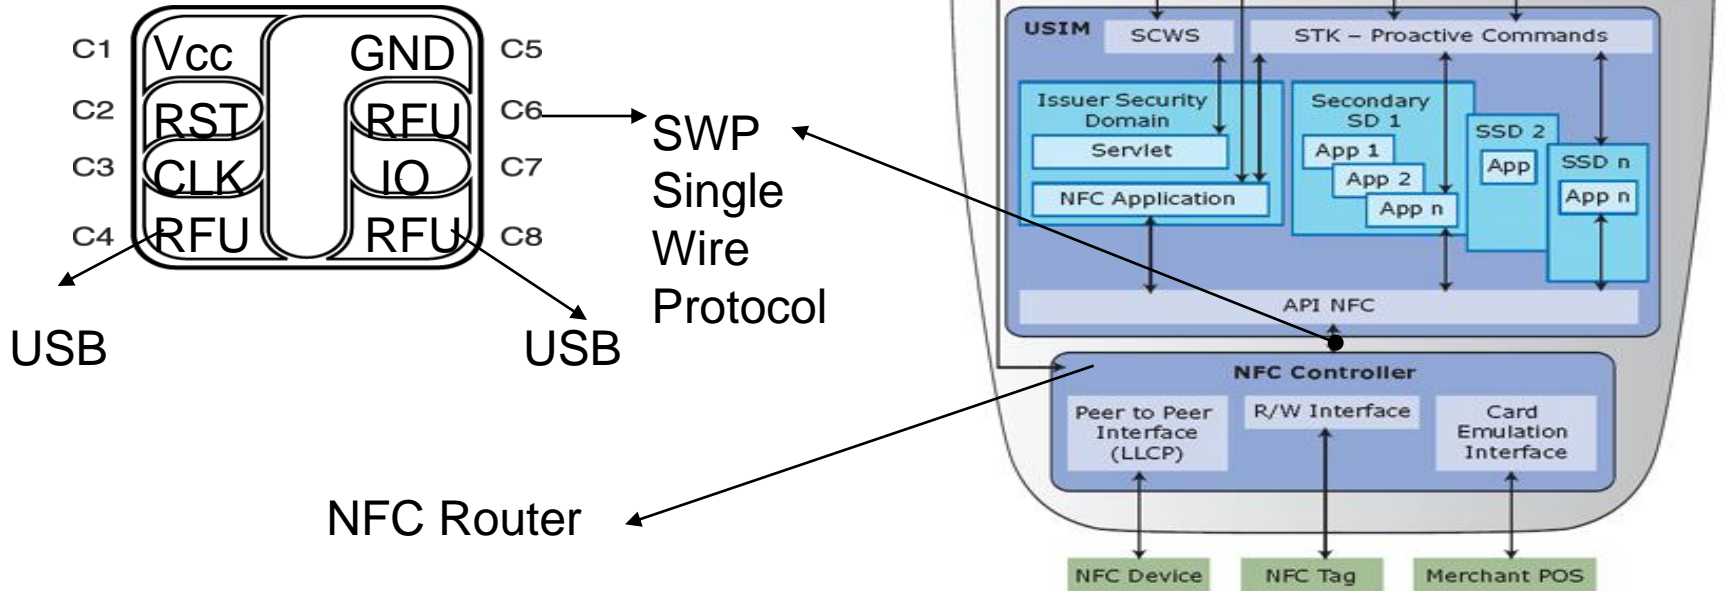 C1
Vcc
GND
C5
C2
RST
RFU
C6
C3
CLK
IO
C7
C4
RFU
RFU
C8
USB
USB
SWP
Single
Wire
Protocol
NFC Router
USIM
SCWS
STK – Proactive Commands
Issuer Security
Domain
Servlet
NFC Application
Secondary
SD 1
App 1
App 2
App n
SSD 2
App
SSD n
App n
API NFC
NFC Controller
Peer to Peer
Interface
(LLCP)
R/W Interface
Card
Emulation
Interface
NFC Device
NFC Tag
Merchant POS